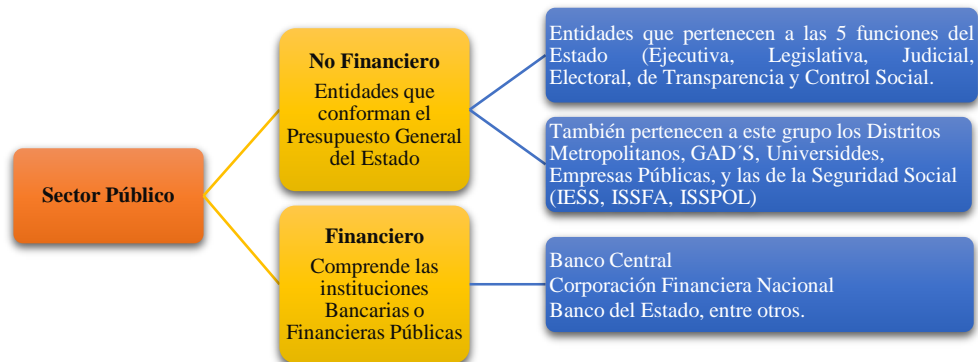 Sector Público
No Financiero
Entidades que
conforman el
Presupuesto General
del Estado
Entidades que pertenecen a las 5 funciones del
Estado (Ejecutiva, Legislativa, Judicial,
Electoral, de Transparencia y Control Social.
También pertenecen a este grupo los Distritos
Metropolitanos, GAD´S, Universiddes,
Empresas Públicas, y las de la Seguridad Social
(IESS, ISSFA, ISSPOL)
Financiero
Comprende las
instituciones
Bancarias o
Financieras Públicas
Banco Central
Corporación Financiera Nacional
Banco del Estado, entre otros.